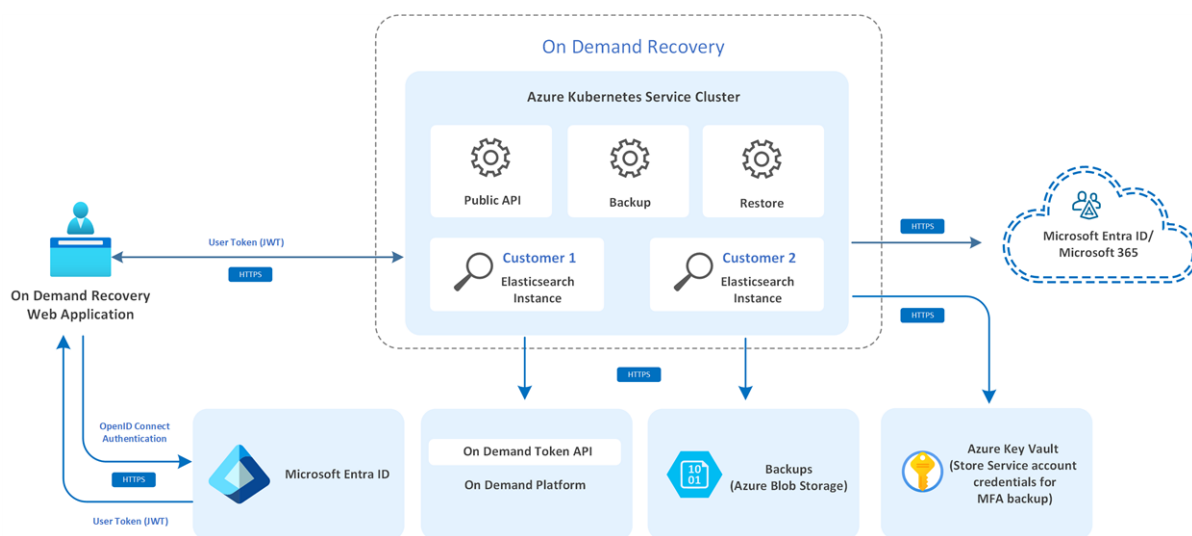 On Demand Recovery
Azure Kubernetes Service Cluster
Public API
Backup
Restore
Customer 1
Elasticsearch
Instance
Customer 2
Elasticsearch
Instance
User Token (JWT)
HTTPS
On Demand Recovery
Web Application
HTTPS
Microsoft Entra ID/
Microsoft 365
HTTPS
HTTPS
OpenID Connect
Authentication
HTTPS
User Token (JWT)
Microsoft Entra ID
On Demand Token API
On Demand Platform
10
01
Backups
(Azure Blob Storage)
Azure Key Vault
(Store Service account
credentials for
MFA backup)